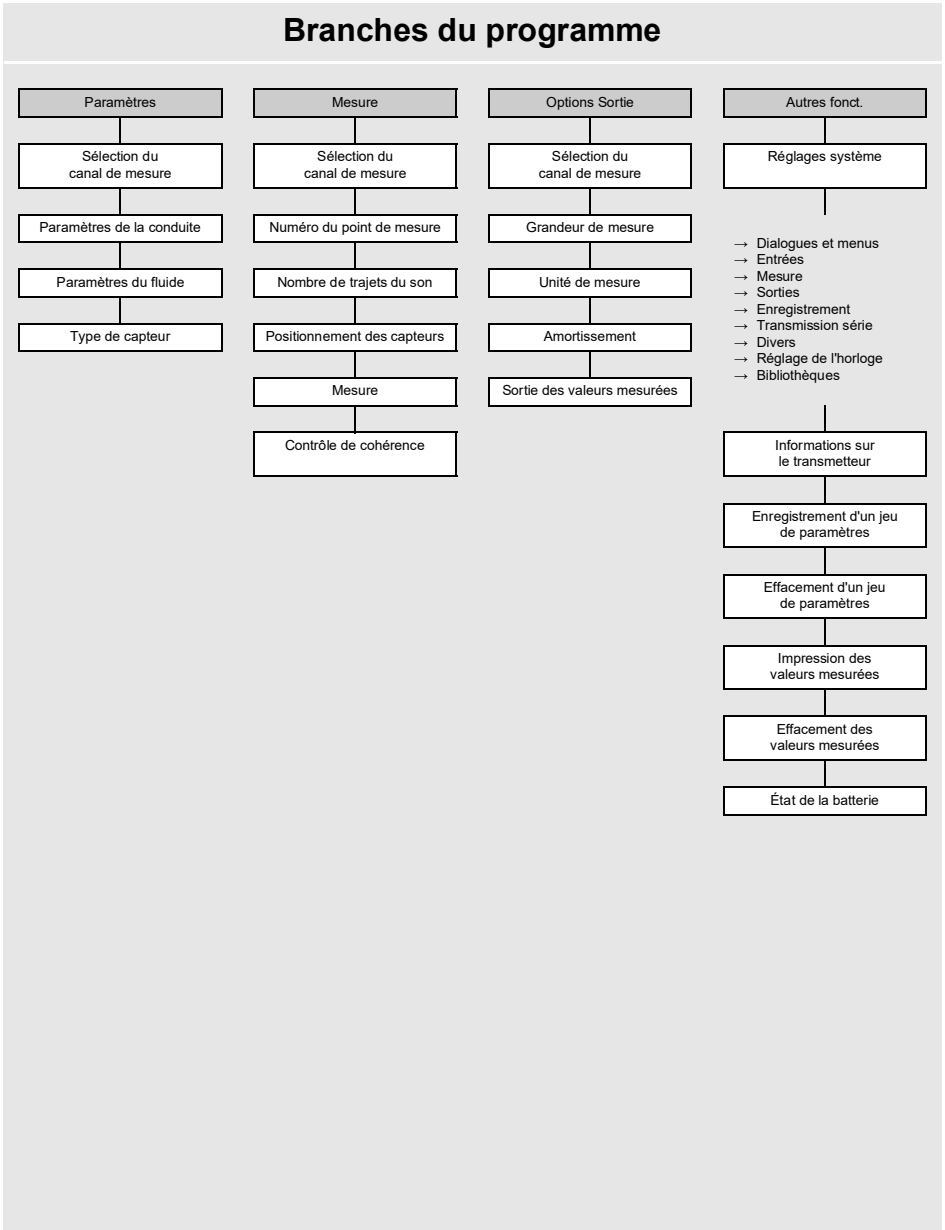 Branches du programme
Paramètres
Sélection du
canal de mesure
Paramètres de la conduite
Paramètres du fluide
Type de capteur
Mesure
Sélection du
canal de mesure
Numéro du point de mesure
Nombre de trajets du son
Positionnement des capteurs
Mesure
Contrôle de cohérence
Options Sortie
Sélection du
canal de mesure
Grandeur de mesure
Unité de mesure
Amortissement
Sortie des valeurs mesurées
Autres fonct.
Réglages système
→ Dialogues et menus
→ Entrées
→ Mesure
→ Sorties
→ Enregistrement
→ Transmission série
→ Divers
→ Réglage de l'horloge
→ Bibliothèques
Informations sur
le transmetteur
Enregistrement d'un jeu
de paramètres
Effacement d'un jeu
de paramètres
Impression des
valeurs mesurées
Effacement des
valeurs mesurées
État de la batterie